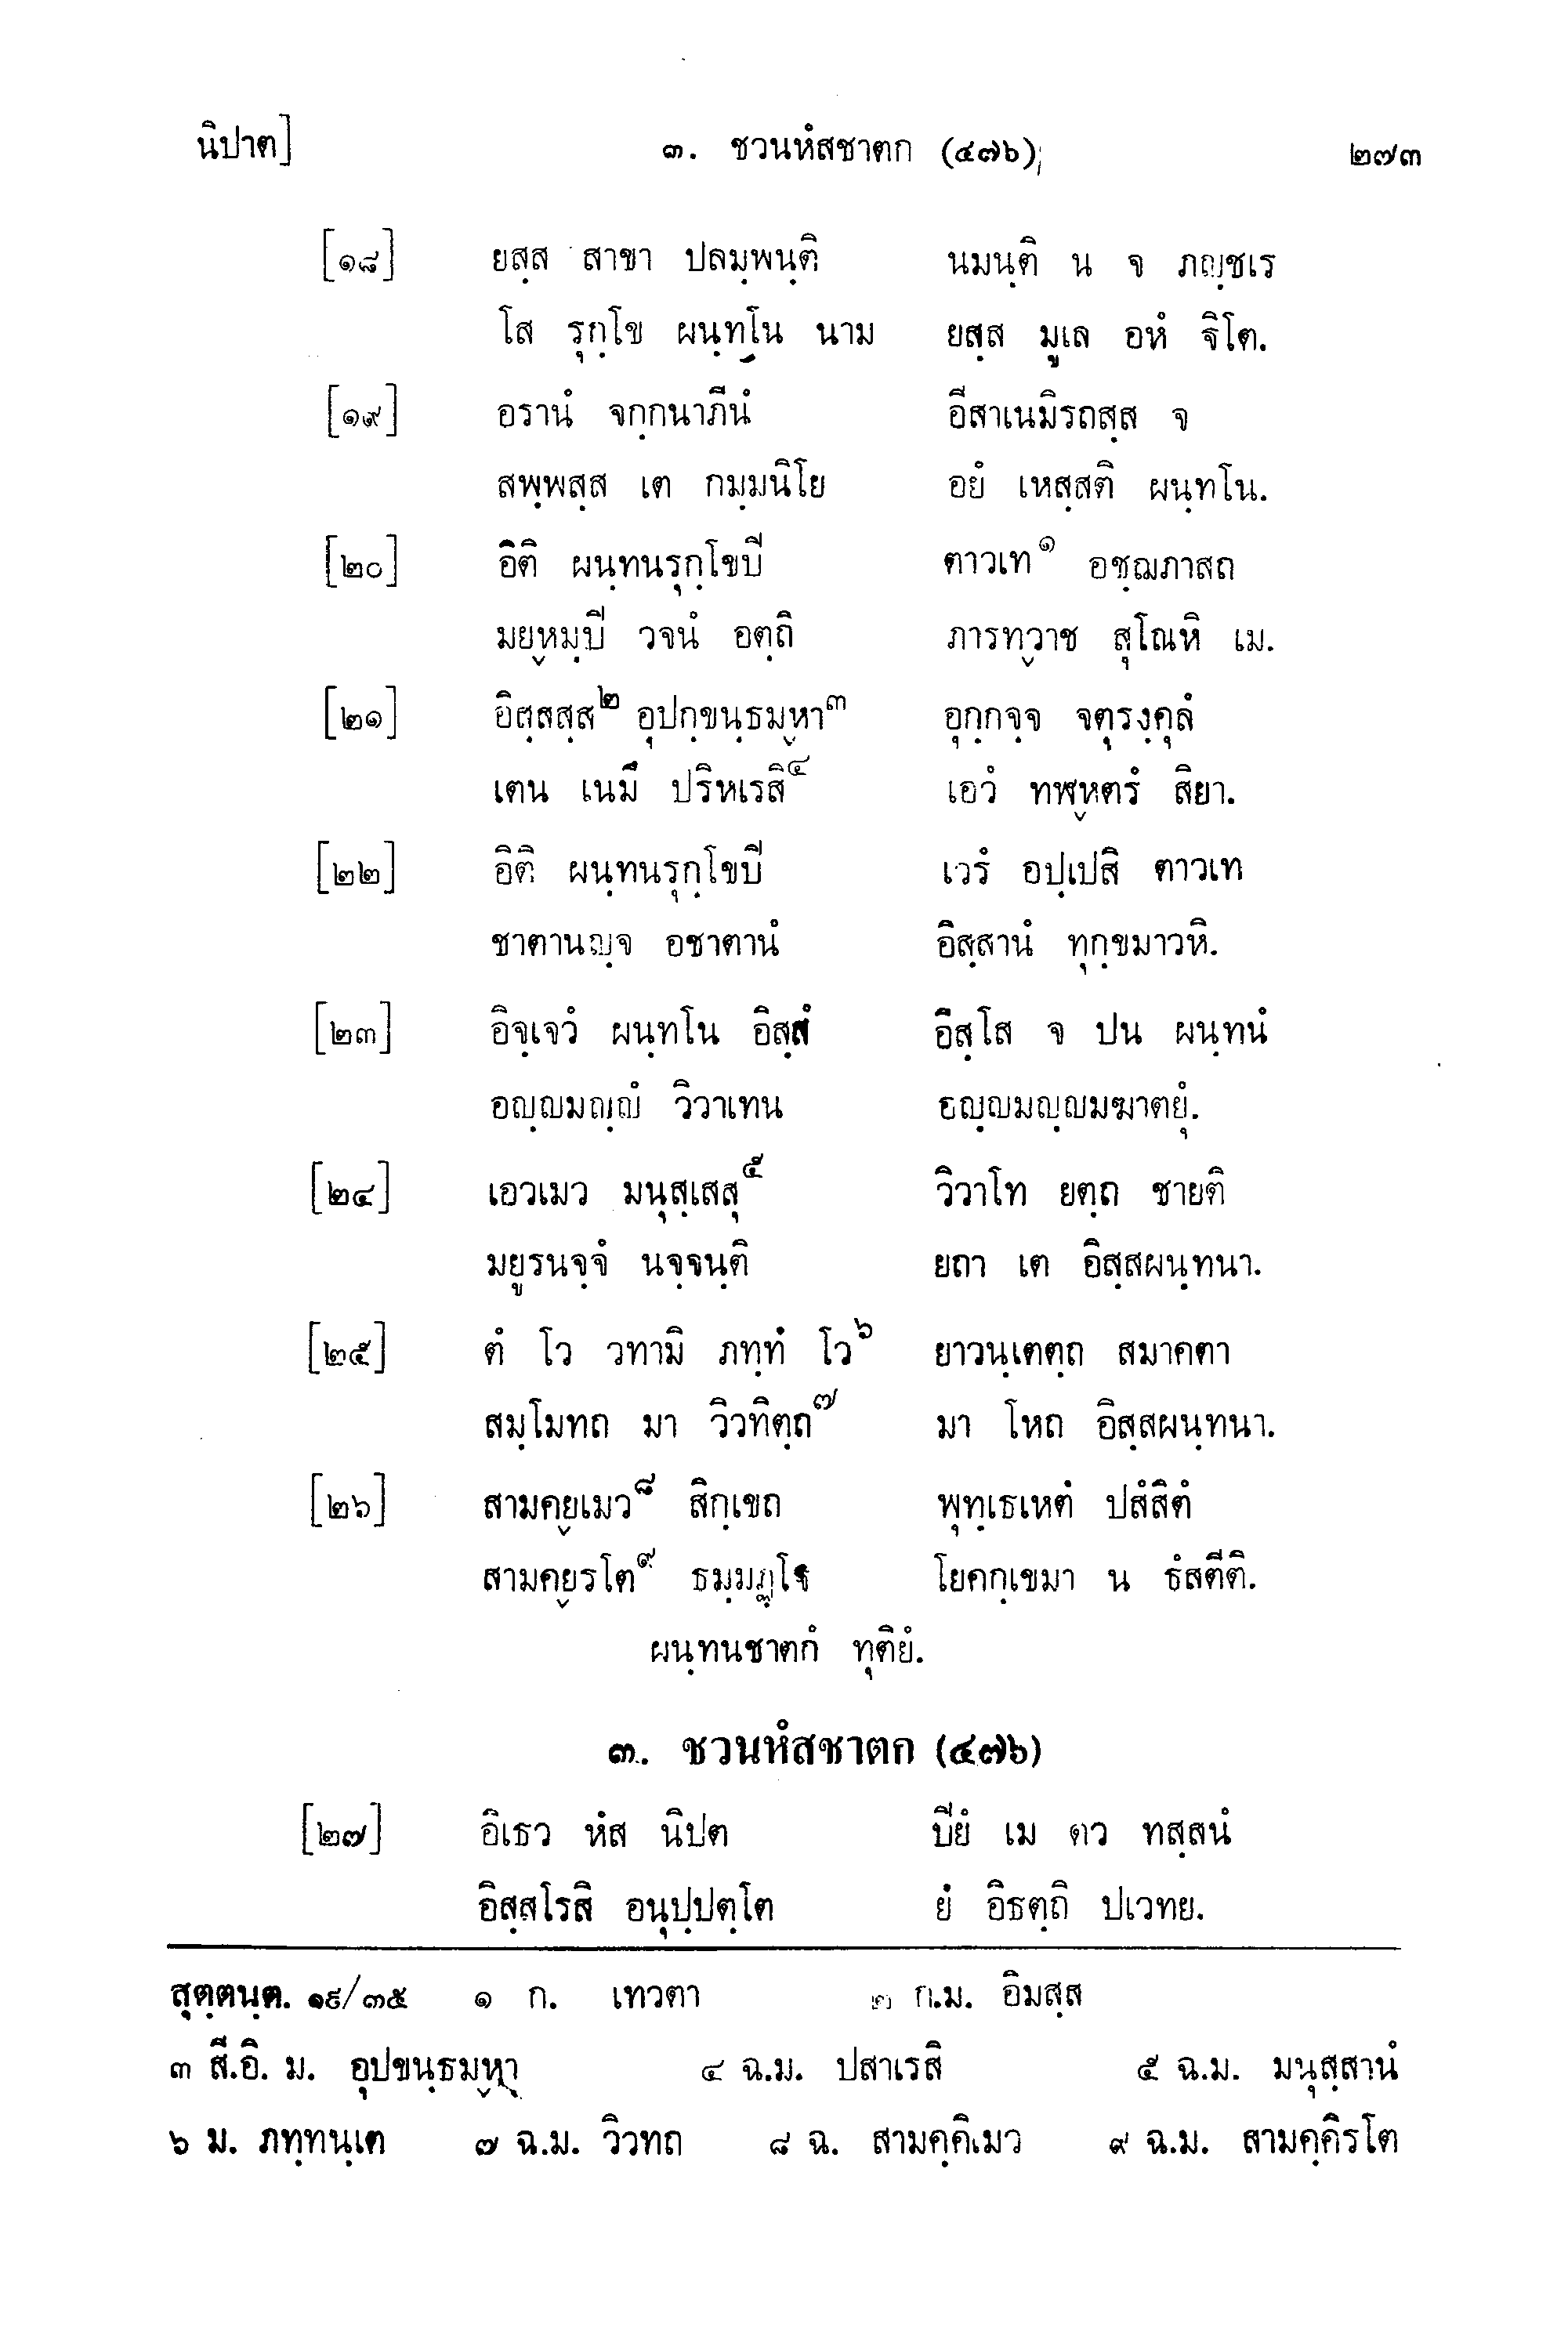 นิปาต] ๓. ชวนหํสชาตก (๔๗๖) ๒๗๓
[๑๘] ยสฺส สาขา ปลมฺพนฺติ นมนฺติ น จ ภญฺชเร
โส รุกฺโข ผนฺทโน นาม ยสฺส มูเล อหํ ฐิโต.
[๑๙] อรานํ จกฺกนาภีนํ อีสาเนมิรถสฺส จ
สพฺพสฺส เต กมฺมนิโย อยํ เหสฺสติ ผนฺทโน.
[๒๐] อิติ ผนฺทนรุกฺโขปิ ตาวเท๑ อชฺฌภาสถ
มยฺหมฺปิ วจนํ อตฺถิ ภารทฺวาช สุโณหิ เม.
[๒๑] อิสฺสสฺส๒ อุปกฺขนฺธมฺหา๓ อุกฺกจฺจ จตุรงฺคุลํ
เตน เนมึ ปริหเรสิ๔ เอวํ ทฬฺหตรํ สิยา.
[๒๒] อิติ ผนฺทนรุกฺโขปิ เวรํ อปฺเปสิ ตาวเท
ชาตานญฺจ อชาตานํ อิสฺสานํ ทุกฺขมาวหิ.
[๒๓] อิจฺเจวํ ผนฺทโน อิสฺสํ อิสฺโส จ ปน ผนฺทนํ
อญฺญมญฺญํ วิวาเทน อญฺญมญฺญมฆาตยุํ.
[๒๔] เอวเมว มนุสฺเสสุ๕ วิวาโท ยตฺถ ชายติ
มยูรนจฺจํ นจฺจนฺติ ยถา เต อิสฺสผนฺทนา.
[๒๕] ตํ โว วทามิ ภทฺทํ โว๖ ยาวนฺเตตฺถ สมาคตา
สมฺโมทถ มา วิวทิตฺถ๗ มา โหถ อิสฺสผนฺทนา.
[๒๖] สามคฺยเมว๘ สิกฺเขถ พุทฺเธเหตํ ปสํสิตํ
สามคฺยรโต๙ ธมฺมฏฺโฐ โยคกฺเขมา น ธํสตีติ.
ผนฺทนชาตกํ ทุติยํ.
๓. ชวนหํสชาตก (๔๗๖)
[๒๗] อิเธว หํส นิปต ปิยํ เม ตว ทสฺสนํ
อิสฺสโรสิ อนุปฺปตฺโต ยํ อิธตฺถิ ปเวทย.
สุตฺตนฺต. ๑๙/๓๕ ๑ ก. เทวตา ๒ ก.ม. อิมสฺส
๓ สี.อิ. ม. อุปขนฺธมฺหา ๔ ฉ.ม. ปสาเรสิ ๕ ฉ.ม. มนุสฺสานํ
๖ ม. ภทฺทนฺเต ๗ ฉ.ม. วิวทถ ๘ ฉ. สามคฺคิเมว ๙ ฉ.ม. สามคฺคิรโต